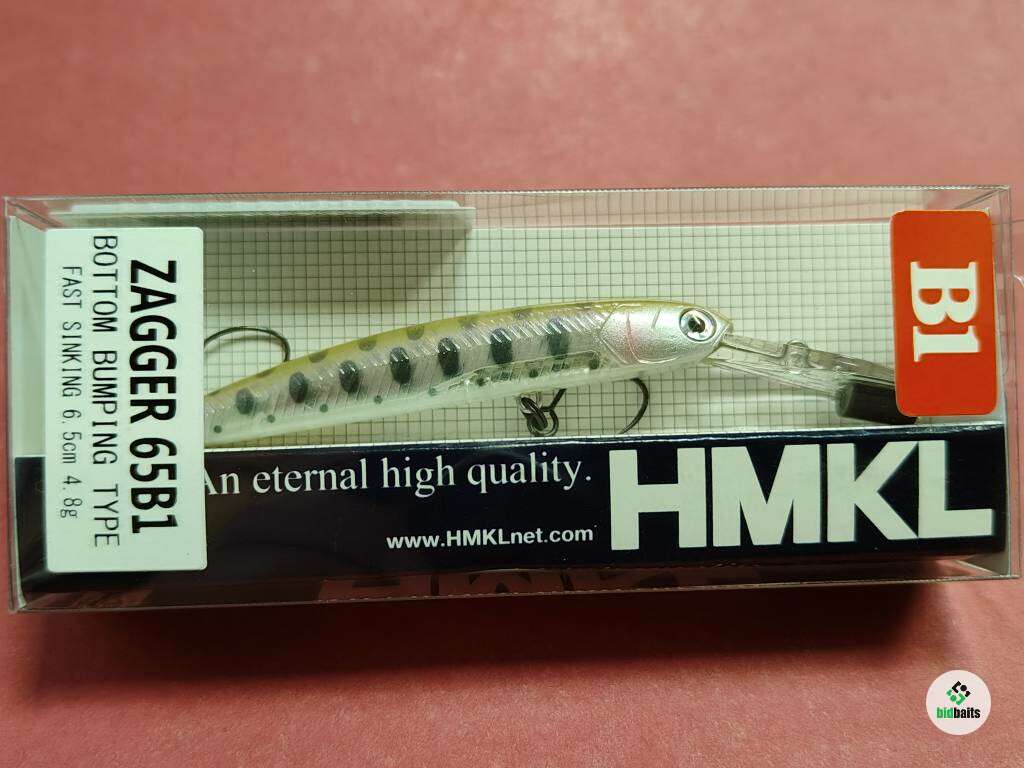 ZAGGER 65B1
BOTTOM BUMPING TYPE
FAST SINKING 6.5cm 4.8g
B1
An eternal high quality.
HMKL
www.HMKLnet.com
bidbaits